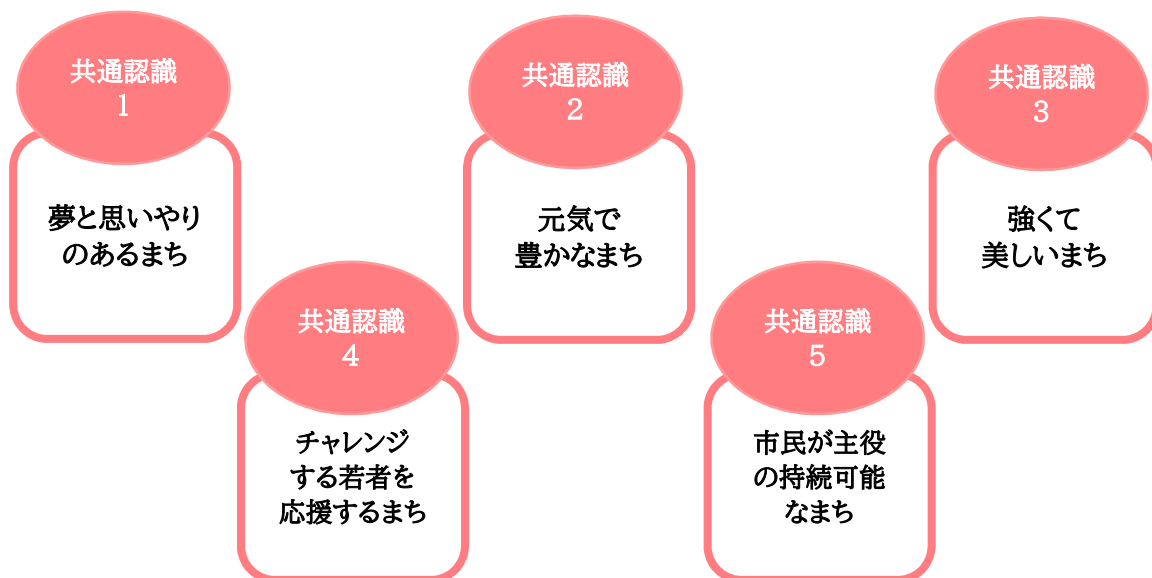 共通認識
1
夢と思いやり
のあるまち
共通認識
2
元気で
豊かなまち
共通認識
3
強くて
美しいまち
共通認識
4
チャレンジ
する若者を
応援するまち
共通認識
5
市民が主役
の持続可能
なまち